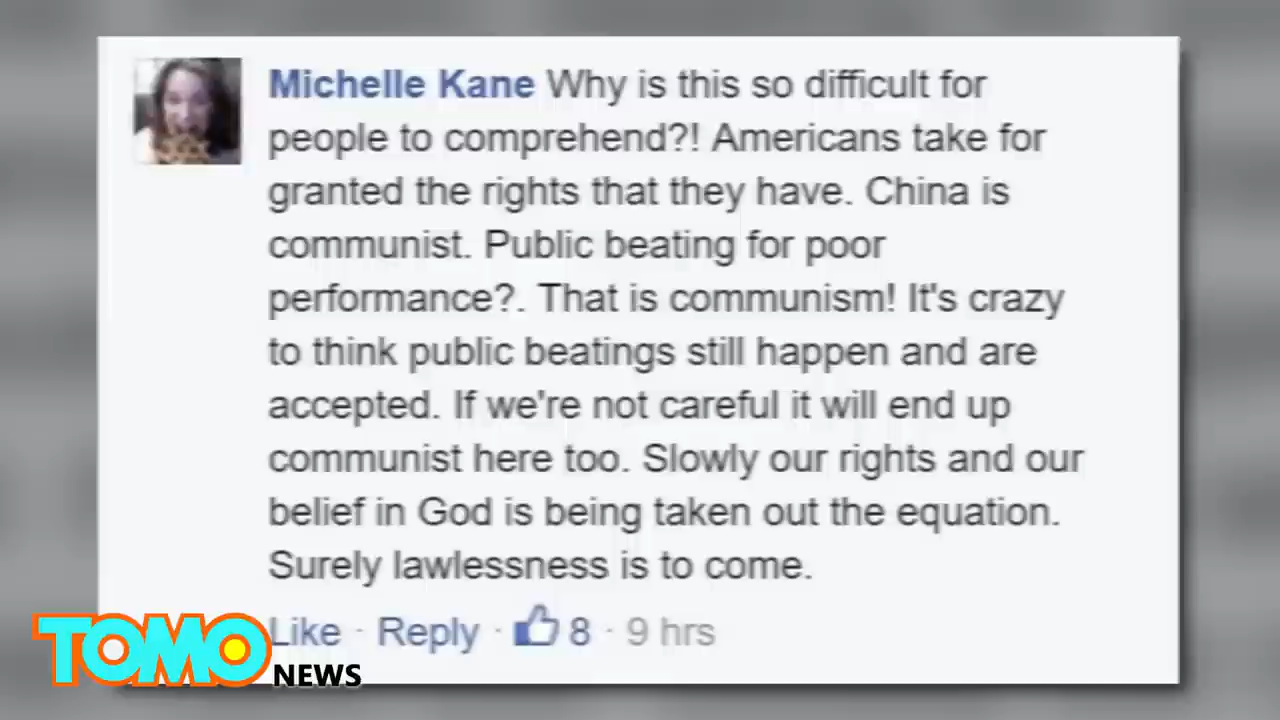 Michelle Kane Why is this so difficult for
people to comprehend?! Americans take for
granted the rights that they have. China is
communist. Public beating for poor
performance?. That is communism! It's crazy
to think public beatings still happen and are
accepted. If we're not careful it will end up
communist here too. Slowly our rights and our
belief in God is being taken out the equation.
Surely lawlessness is to come.
Like · Reply · 8 · 9 hrs
TOMO NEWS